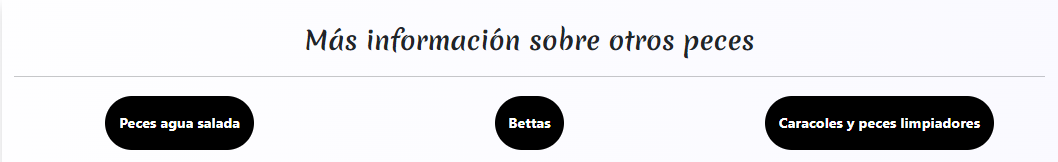 Más información sobre otros peces
Peces agua salada
Bettas
Caracoles y peces limpiadores